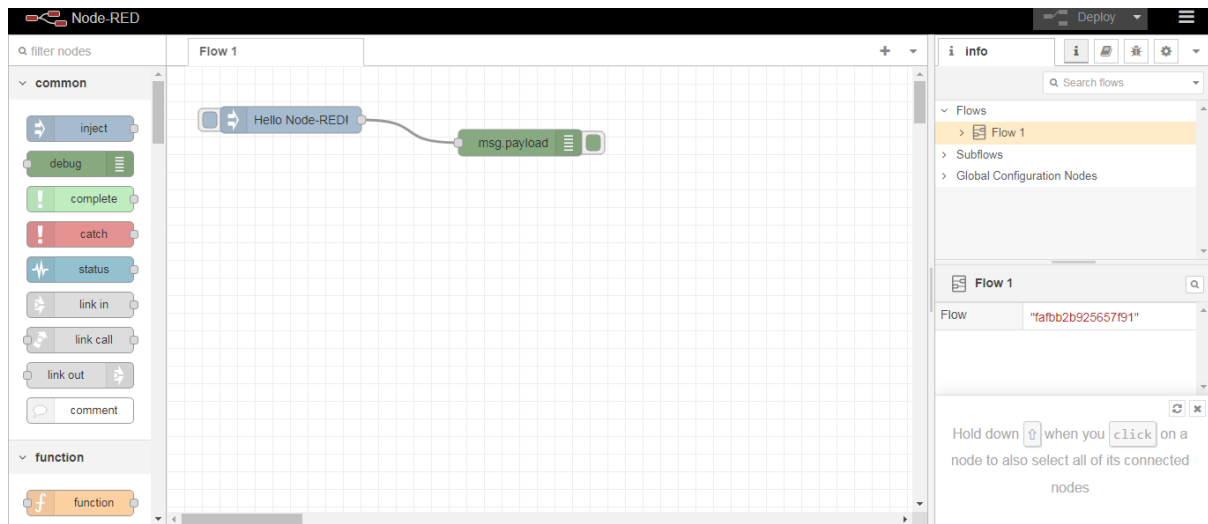 Node-RED
Deploy
filter nodes
Flow 1
info
i
common
Search flows
inject
debug
complete
catch
status
link in
link call
link out
comment
function
function
Hello Node-RED!
msg.payload
Flows
Flow 1
Subflows
Global Configuration Nodes
Flow 1
Flow "fafbb2b925657f91"
Hold down ⇧ when you click on a
node to also select all of its connected
nodes